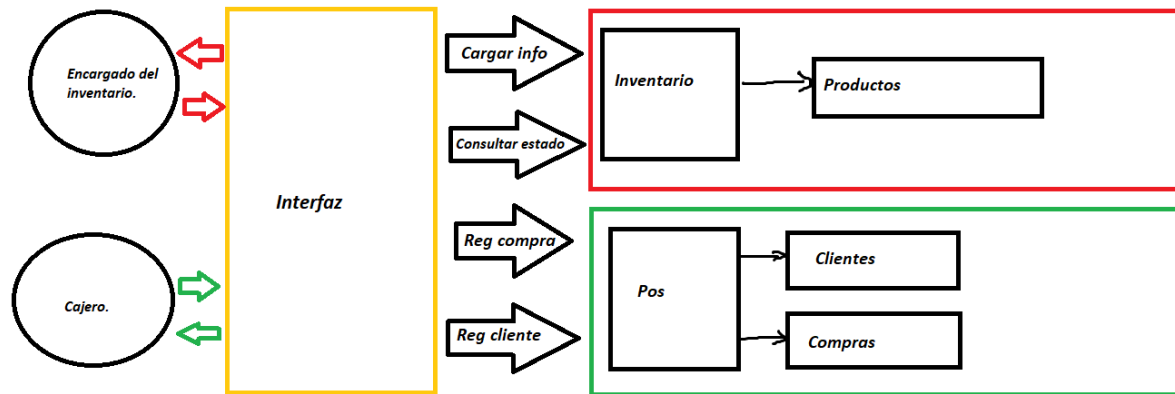 Encargado del
inventario.
Cajero.
Interfaz
Cargar info
Consultar estado
Reg compra
Reg cliente
Inventario
Productos
Pos
Clientes
Compras